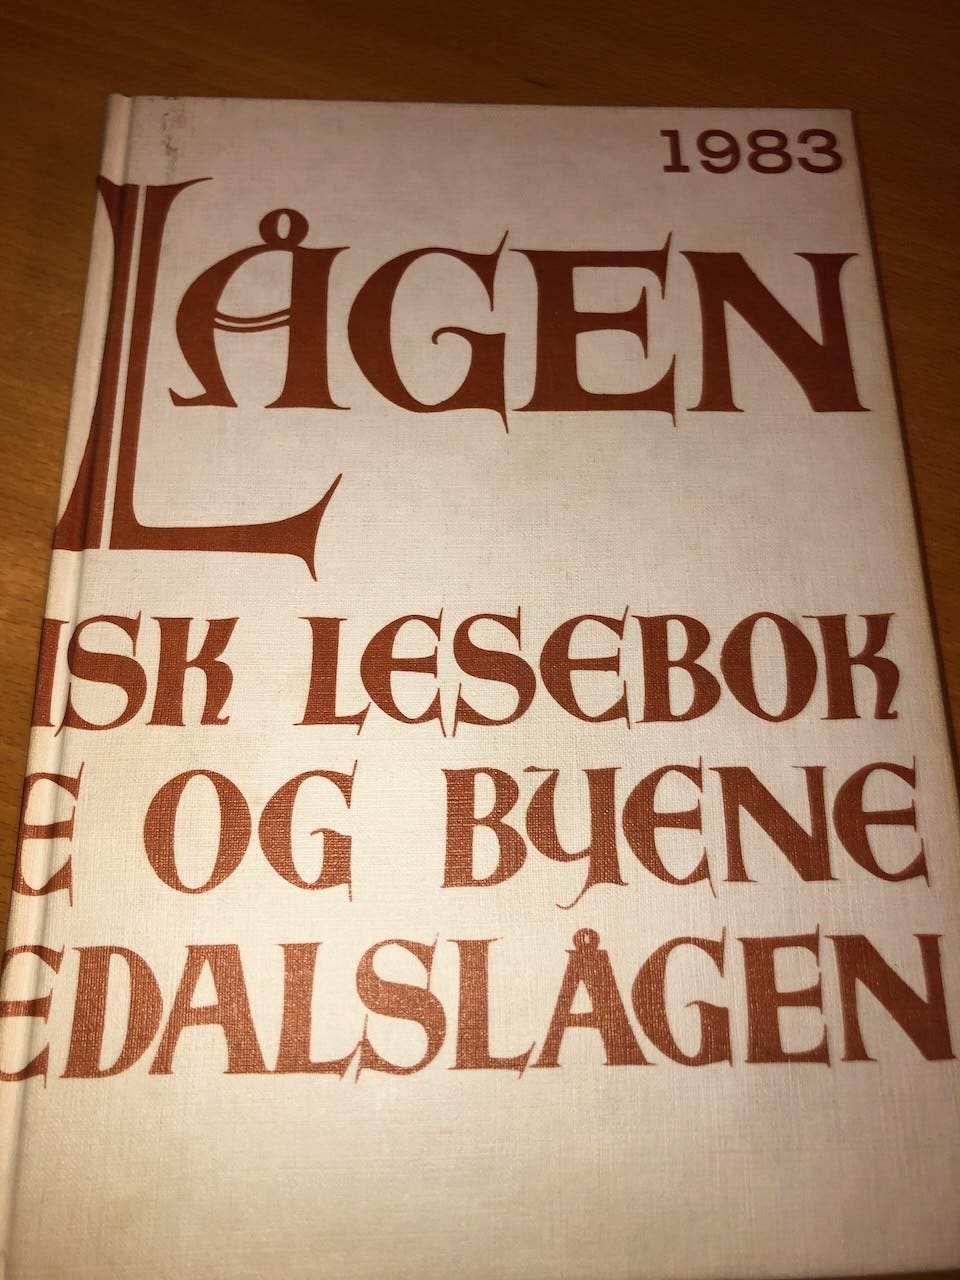 1983
LÅGEN
ISK LESEBOK
E OG BYENE
EDALSLÅGEN